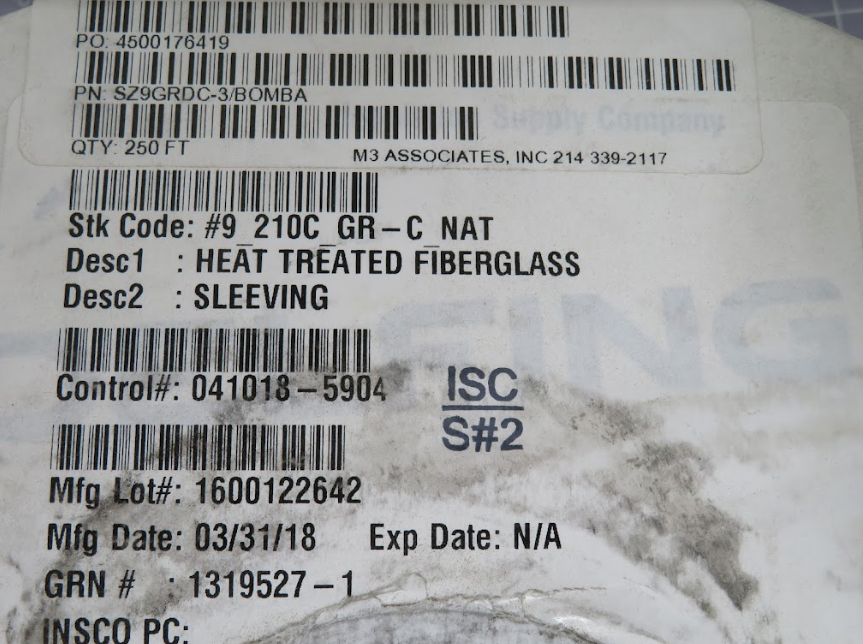 PO: 4500176419
PN: SZ9GRDC-3/BOMBA
Supply Company
QTY: 250 FT
M3 ASSOCIATES, INC 214 339-2117
Stk Code: #9_210C_GR-C_NAT
Desc1 : HEAT TREATED FIBERGLASS
Desc2 : SLEEVING
Control#: 041018-5904
ISC
S#2
Mfg Lot#: 1600122642
Mfg Date: 03/31/18 Exp Date: N/A
GRN # : 1319527-1
INSCO PC: